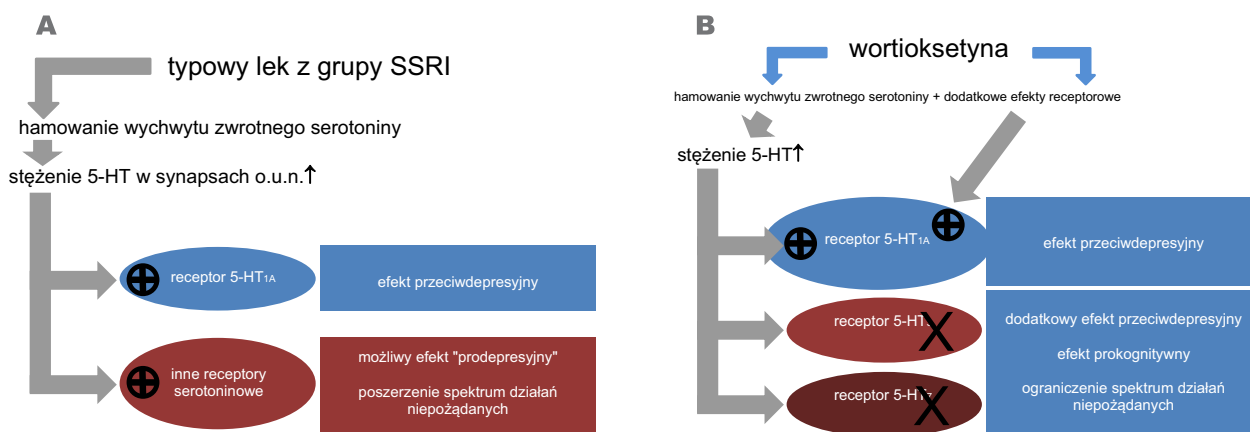 A
typowy lek z grupy SSRI
hamowanie wychwytu zwrotnego serotoniny
stężenie 5-HT w synapsach o.u.n.↑
receptor 5-HT1A
efekt przeciwdepresyjny
inne receptory
serotoninowe
możliwy efekt "prodepresyjny"
poszerzenie spektrum działań
niepożądanych
B
wortioksetyna
hamowanie wychwytu zwrotnego serotoniny + dodatkowe efekty receptorowe
stężenie 5-HT↑
receptor 5-HT1A
efekt przeciwdepresyjny
receptor 5-HT
receptor 5-HT7
dodatkowy efekt przeciwdepresyjny
efekt prokognitywny
ograniczenie spektrum działań
niepożądanych